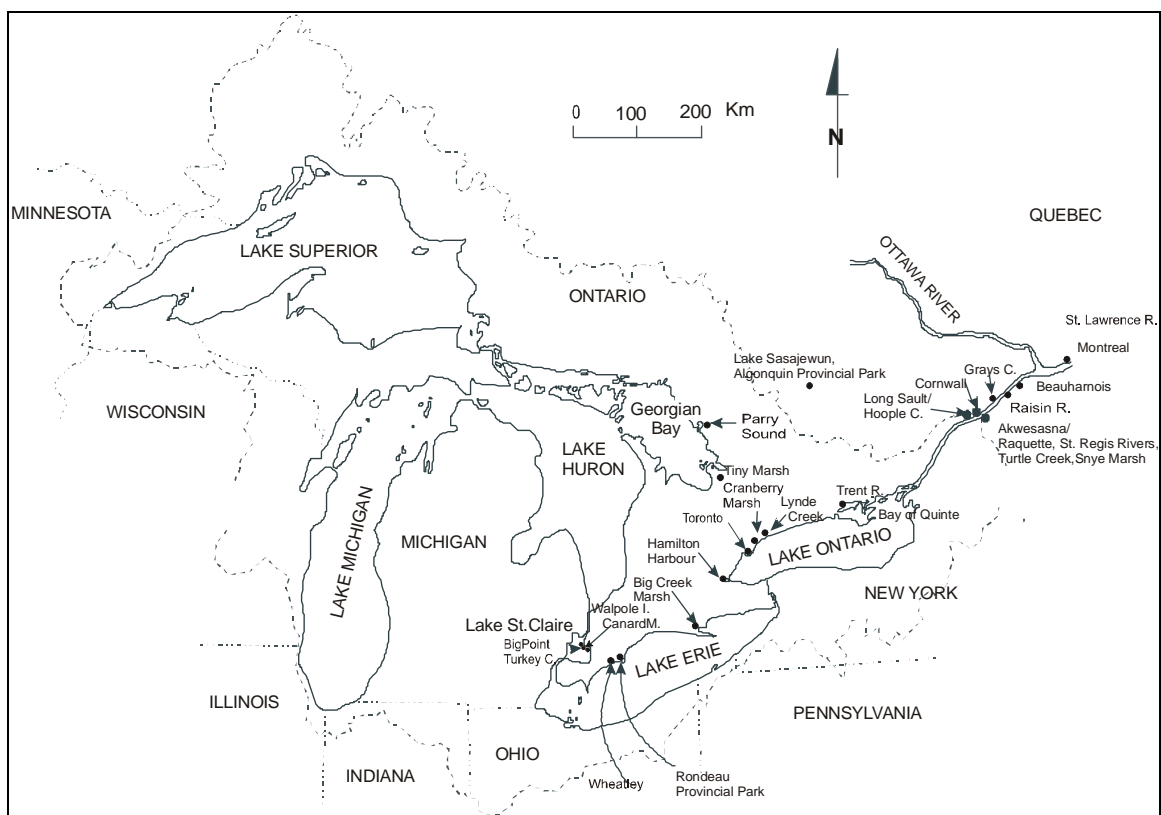 0 100 200 Km
N
MINNESOTA
QUEBEC
LAKE SUPERIOR
OTTAWA RIVER
ONTARIO
St. Lawrence R.
Montreal
Lake Sasajewun,
Algonquin Provincial Park
Grays C.
Cornwall
Beauharnois
Long Sault/
Hoople C.
Raisin R.
WISCONSIN
Georgian
Bay
Parry
Sound
Akwesasna/
Raquette, St. Regis Rivers,
Turtle Creek,Snye Marsh
LAKE
HURON
Tiny Marsh
Cranberry
Marsh
Lynde
Creek
Trent R.
Bay of Quinte
Toronto
MICHIGAN
LAKE MICHIGAN
Hamilton
Harbour
LAKE ONTARIO
Big Creek
Marsh
NEW YORK
Walpole I.
CanardM.
Lake St.Claire
BigPoint
Turkey C.
LAKE ERIE
ILLINOIS
PENNSYLVANIA
OHIO
INDIANA
Wheatley
Rondeau
Provincial Park